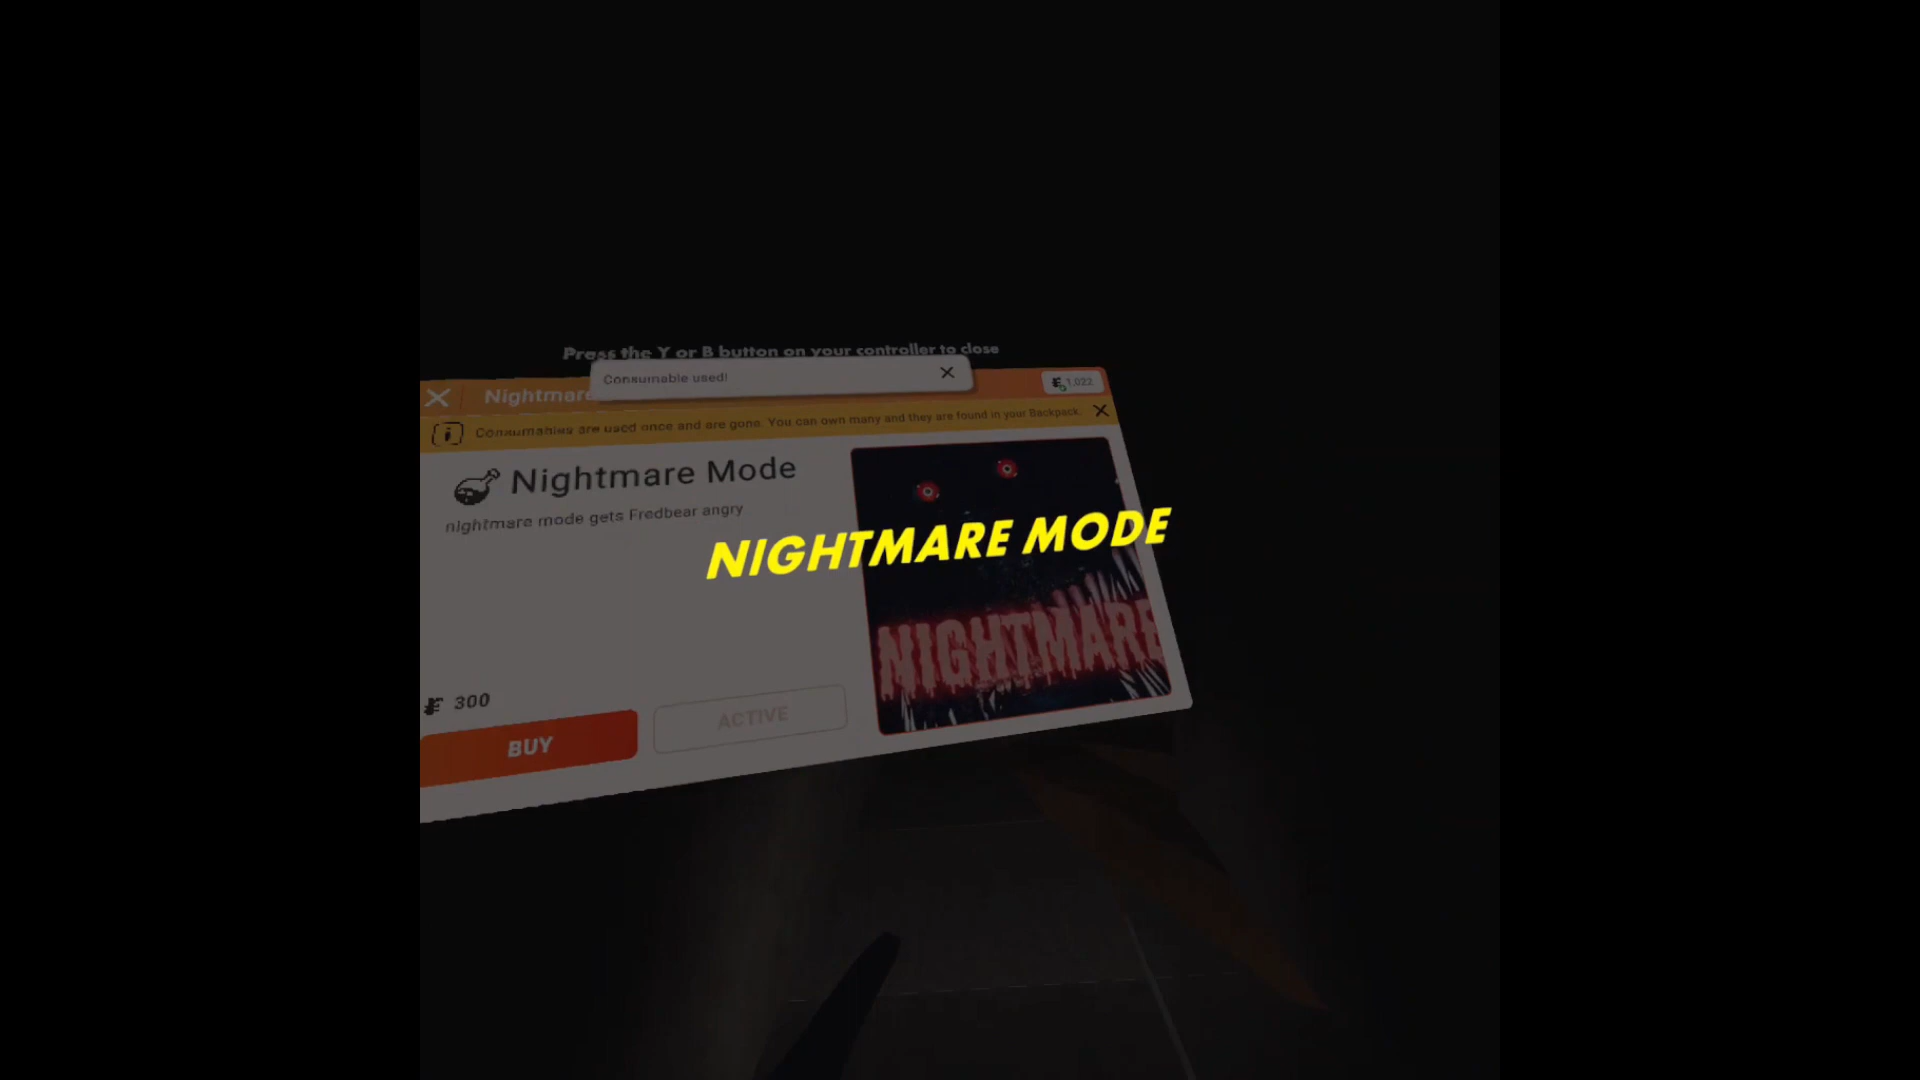 Press the Y or B button on your controller to close
Consumable used!
Nightmare
1,022
Consumables are used once and are gone. You can own many and they are found in your Backpack.
Nightmare Mode
nightmare mode gets Fredbear angry
NIGHTMARE MODE
NIGHTMARE
300
BUY
ACTIVE